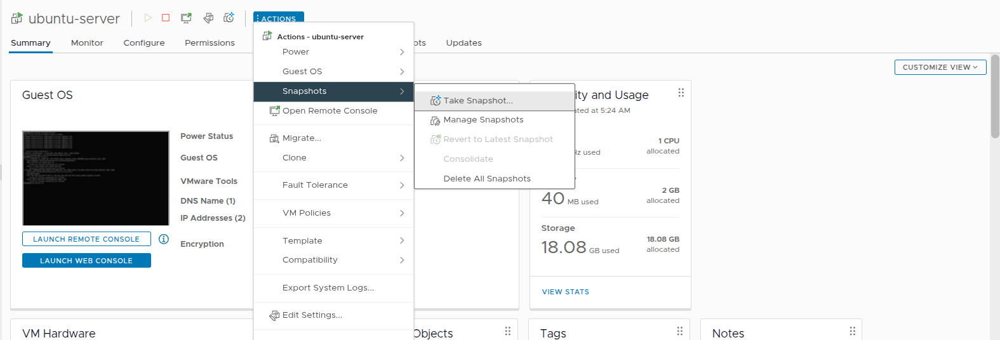 ubuntu-server
ACTIONS
Summary
Monitor
Configure
Permissions
ots
Updates
CUSTOMIZE VIEW
Actions - ubuntu-server
Power
Guest OS
Snapshots
Open Remote Console
Migrate...
Clone
Fault Tolerance
VM Policies
Template
Compatibility
Export System Logs...
Edit Settings...
Take Snapshot...
Manage Snapshots
Revert to Latest Snapshot
Consolidate
Delete All Snapshots
Guest OS
Power Status
Guest OS
VMware Tools
DNS Name (1)
IP Addresses (2)
Encryption
LAUNCH REMOTE CONSOLE
LAUNCH WEB CONSOLE
ity and Usage
ated at 5:24 AM
1 CPU
Hz used
allocated
2 GB
40 MB used
allocated
Storage
18.08 GB used
18.08 GB
allocated
VIEW STATS
VM Hardware
Objects
Tags
Notes